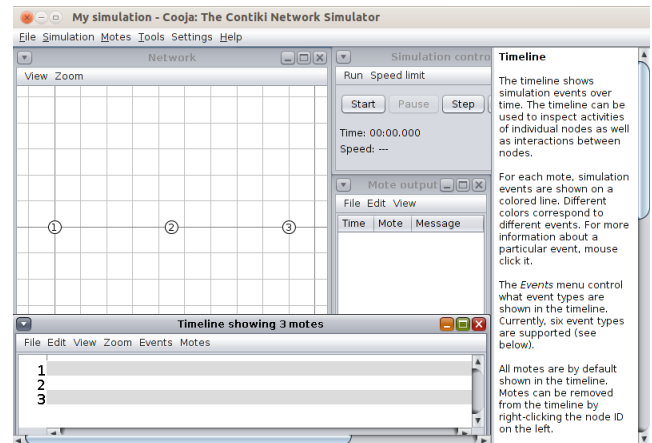 My simulation - Cooja: The Contiki Network Simulator
File Simulation Motes Tools Settings Help
Network
View Zoom
1 2 3
Simulation contro
Run Speed limit
Start Pause Step
Time: 00:00.000
Speed: ---
Mote output
File Edit View
Time Mote Message
Timeline showing 3 motes
File Edit View Zoom Events Motes
1
2
3
Timeline
The timeline shows
simulation events over
time. The timeline can be
used to inspect activities
of individual nodes as well
as interactions between
nodes.
For each mote, simulation
events are shown on a
colored line. Different
colors correspond to
different events. For more
information about a
particular event, mouse
click it.
The Events menu control
what event types are
shown in the timeline.
Currently, six event types
are supported (see
below).
All motes are by default
shown in the timeline.
Motes can be removed
from the timeline by
right-clicking the node ID
on the left.